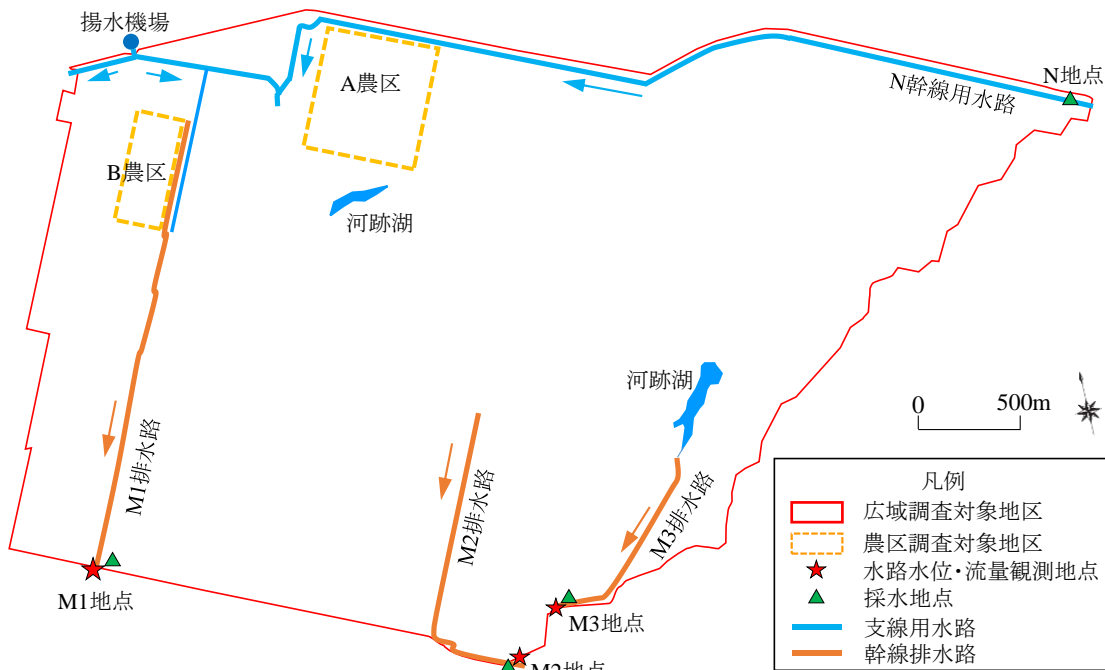 揚水機場
A農区
N幹線用水路
N地点
B農区
河跡湖
河跡湖
0 500m
M1排水路
M2排水路
M3排水路
M1地点
M3地点
M2地点
凡例
広域調査対象地区
農区調査対象地区
水路水位・流量観測地点
採水地点
支線用水路
幹線排水路